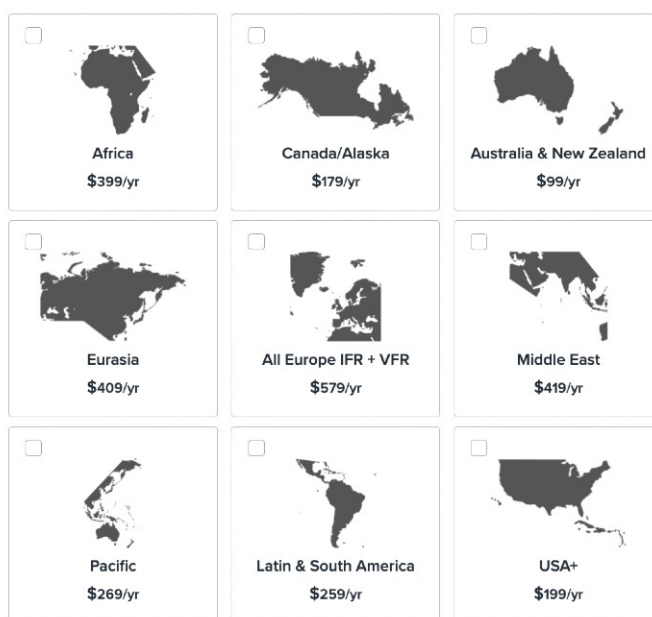 Africa
$399/yr
Canada/Alaska
$179/yr
Australia & New Zealand
$99/yr
Eurasia
$409/yr
All Europe IFR + VFR
$579/yr
Middle East
$419/yr
Pacific
$269/yr
Latin & South America
$259/yr
USA+
$199/yr